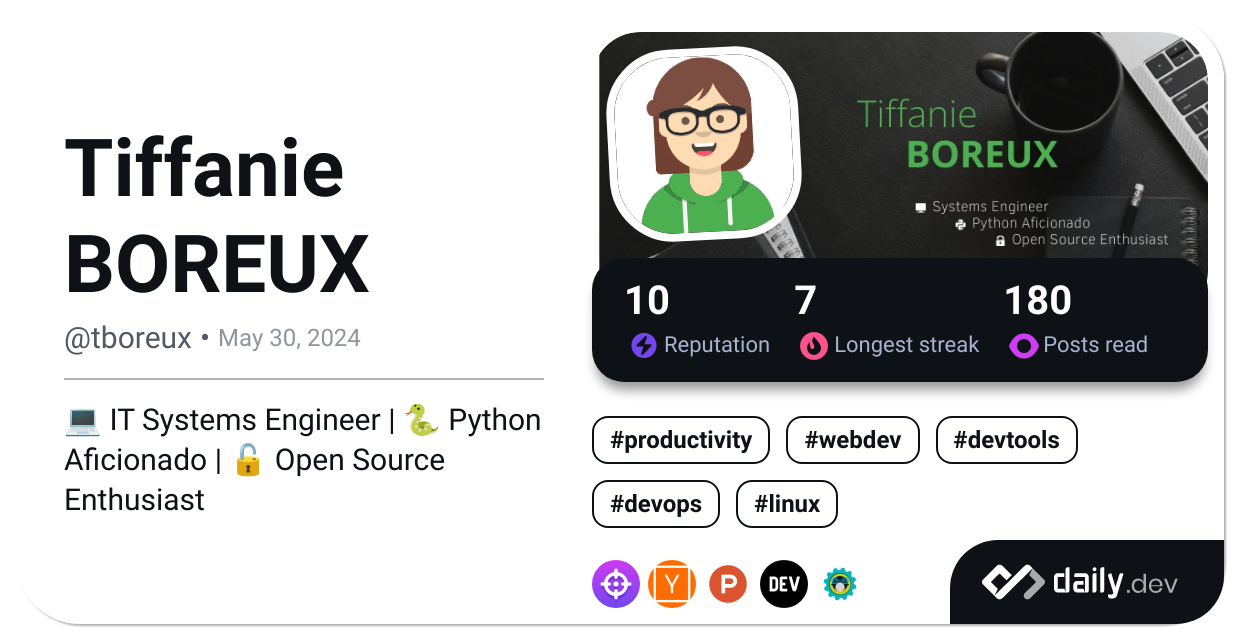 Tiffanie
BOREUX
@tboreux • May 30, 2024
💻 IT Systems Engineer | 🐍 Python
Aficionado | 🔓 Open Source
Enthusiast
Tiffanie
BOREUX
Systems Engineer
Python Aficionado
Open Source Enthusiast
10 7 180
Reputation Longest streak Posts read
#productivity #webdev #devtools
#devops #linux
Y P DEV
daily.dev